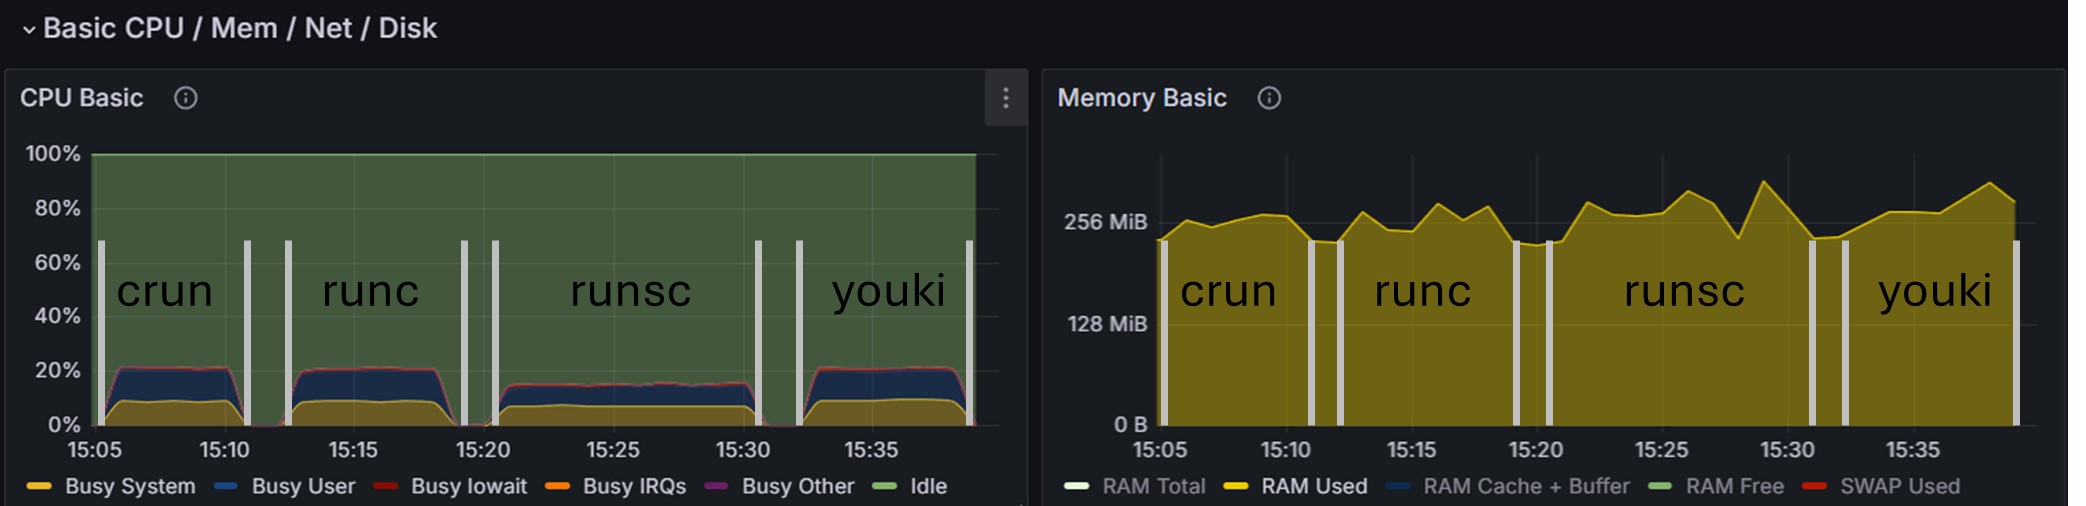 Basic CPU / Mem / Net / Disk
CPU Basic
100%
80%
60%
40%
20%
0%
crun runc runsc youki
15:05 15:10 15:15 15:20 15:25 15:30 15:35
Busy System Busy User Busy Iowait Busy IRQs Busy Other Idle
Memory Basic
256 MiB
128 MiB
0 B
crun runc runsc youki
15:05 15:10 15:15 15:20 15:25 15:30 15:35
RAM Total RAM Used RAM Cache + Buffer RAM Free SWAP Used